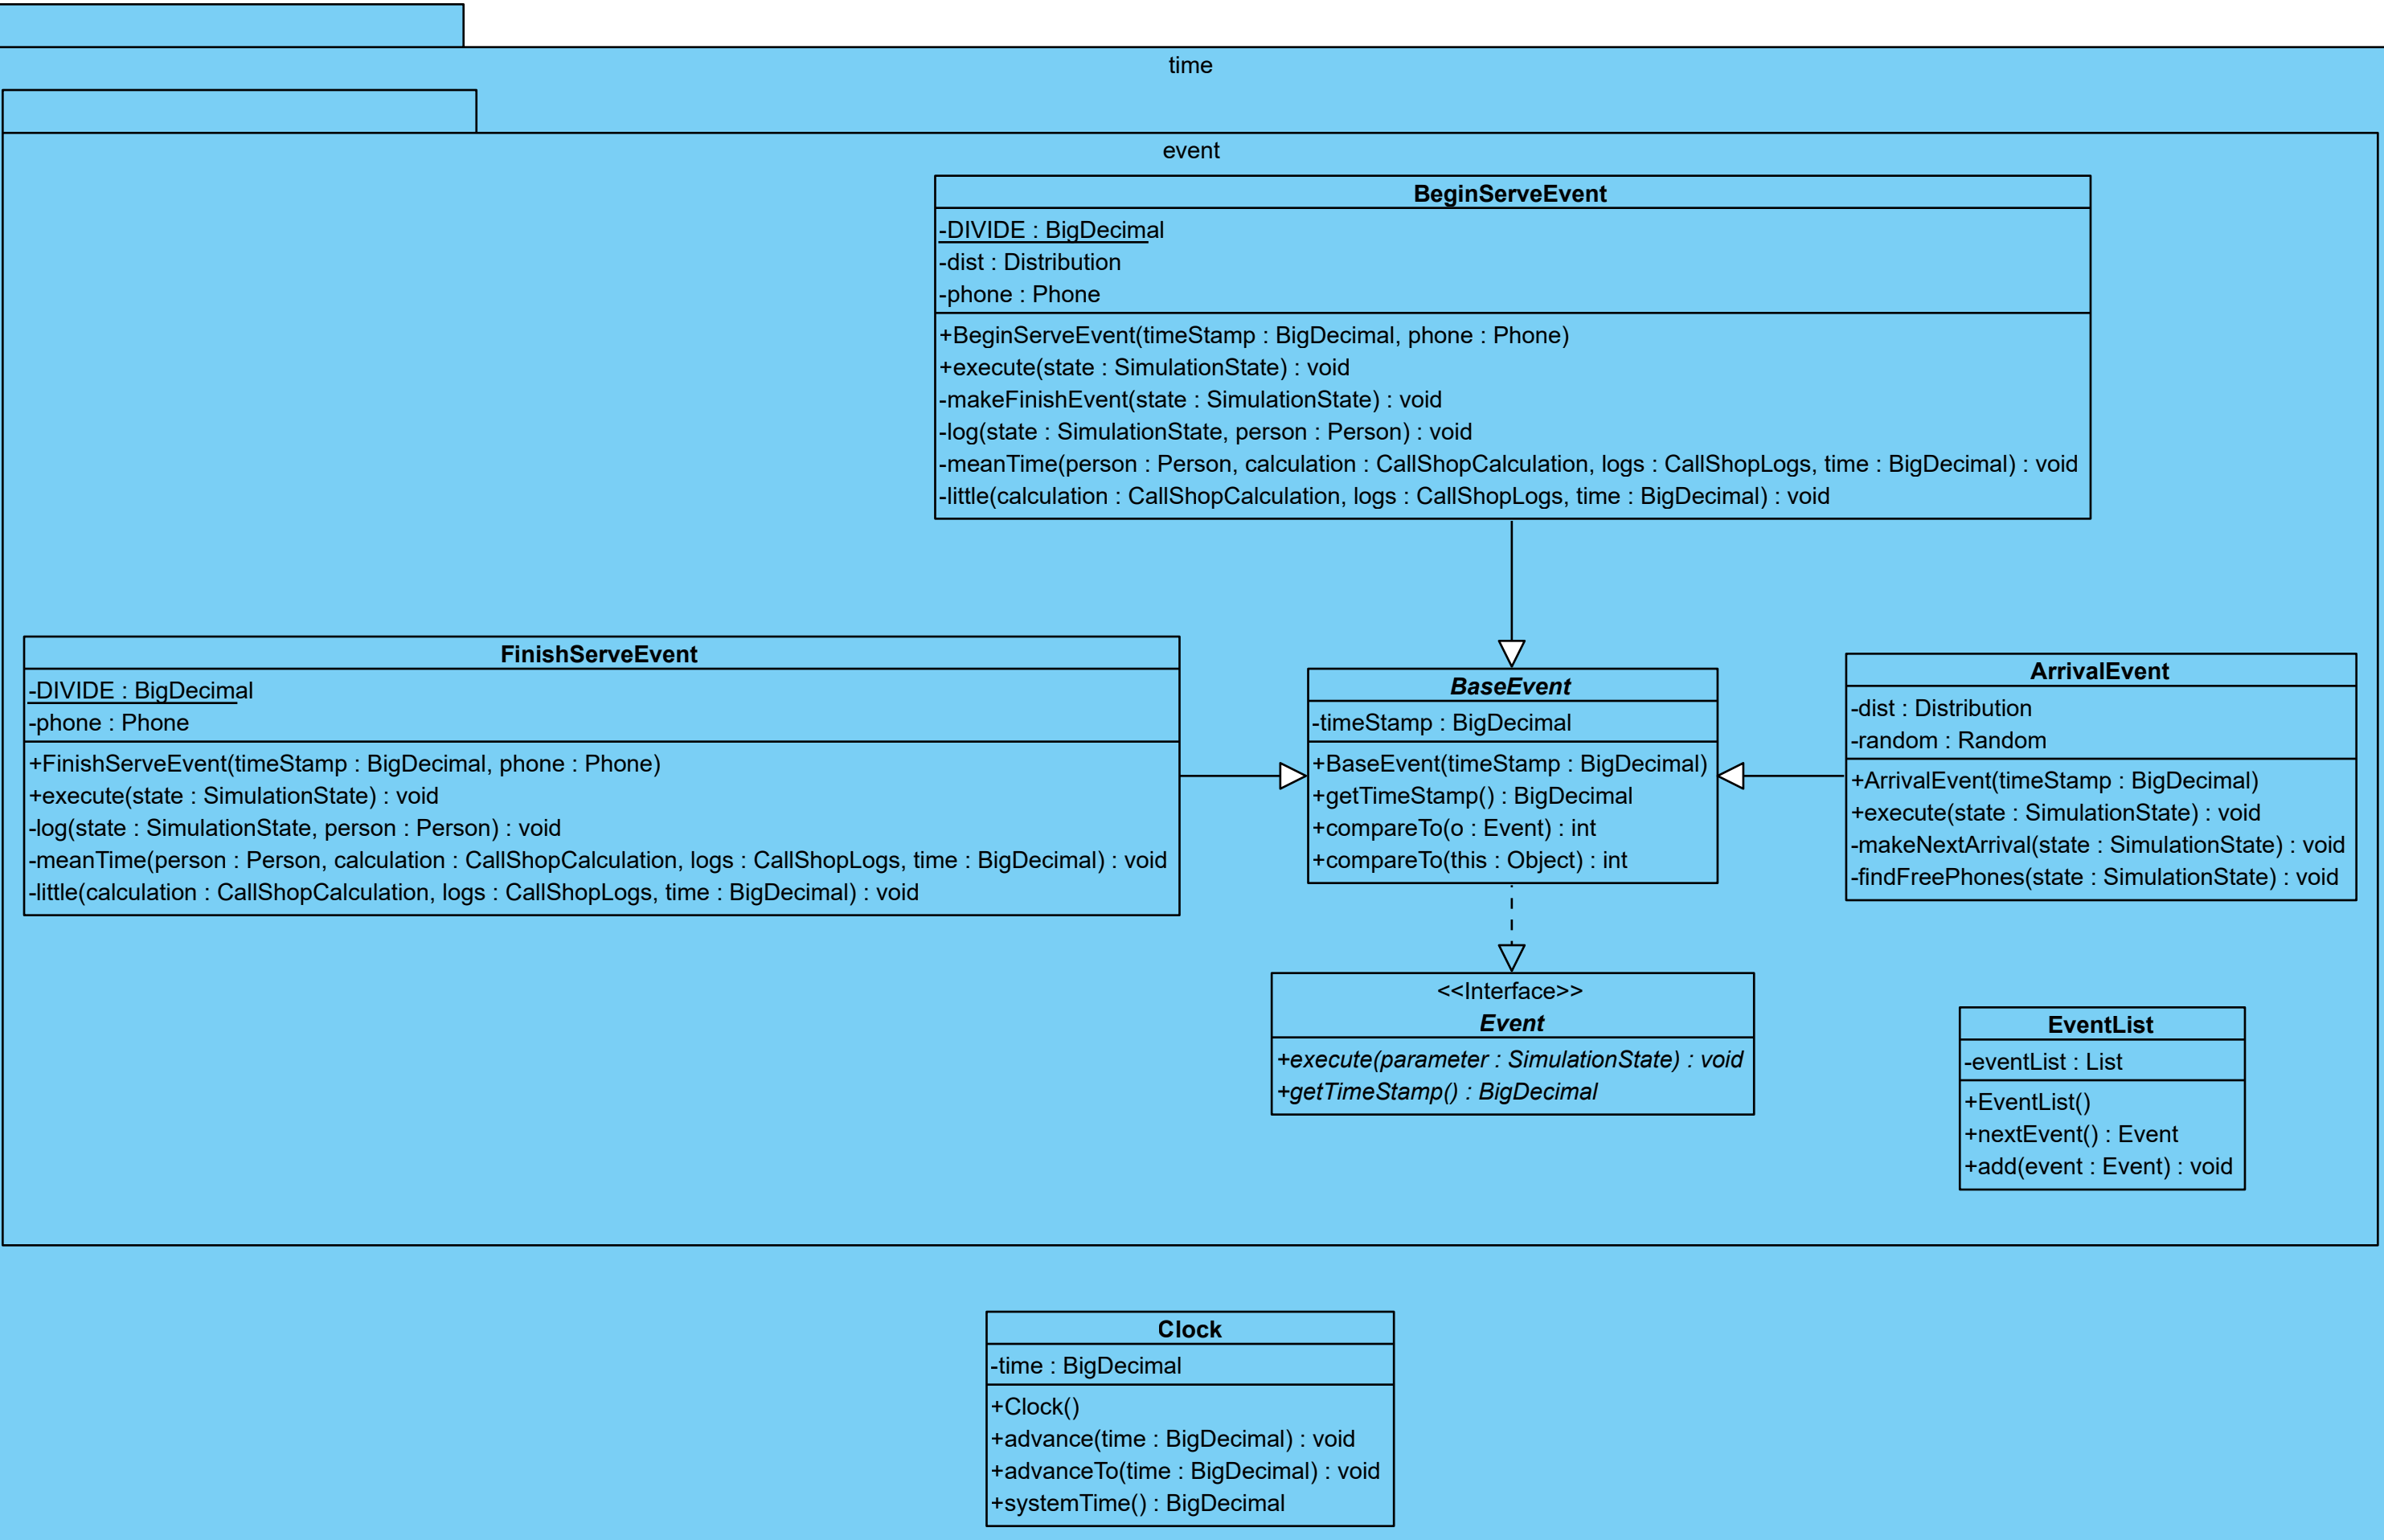 time
event
BeginServeEvent
-DIVIDE : BigDecimal
-dist : Distribution
-phone : Phone
+BeginServeEvent(timeStamp : BigDecimal, phone : Phone)
+execute(state : SimulationState) : void
-makeFinishEvent(state : SimulationState) : void
-log(state : SimulationState, person : Person) : void
-meanTime(person : Person, calculation : CallShopCalculation, logs : CallShopLogs, time : BigDecimal) : void
-little(calculation : CallShopCalculation, logs : CallShopLogs, time : BigDecimal) : void
FinishServeEvent
-DIVIDE : BigDecimal
-phone : Phone
+FinishServeEvent(timeStamp : BigDecimal, phone : Phone)
+execute(state : SimulationState) : void
-log(state : SimulationState, person : Person) : void
-meanTime(person : Person, calculation : CallShopCalculation, logs : CallShopLogs, time : BigDecimal) : void
-little(calculation : CallShopCalculation, logs : CallShopLogs, time : BigDecimal) : void
BaseEvent
-timeStamp : BigDecimal
+BaseEvent(timeStamp : BigDecimal)
+getTimeStamp() : BigDecimal
+compareTo(o : Event) : int
+compareTo(this : Object) : int
ArrivalEvent
-dist : Distribution
-random : Random
+ArrivalEvent(timeStamp : BigDecimal)
+execute(state : SimulationState) : void
-makeNextArrival(state : SimulationState) : void
-findFreePhones(state : SimulationState) : void
<<Interface>>
Event
+execute(parameter : SimulationState) : void
+getTimeStamp() : BigDecimal
EventList
-eventList : List
+EventList()
+nextEvent() : Event
+add(event : Event) : void
Clock
-time : BigDecimal
+Clock()
+advance(time : BigDecimal) : void
+advanceTo(time : BigDecimal) : void
+systemTime() : BigDecimal